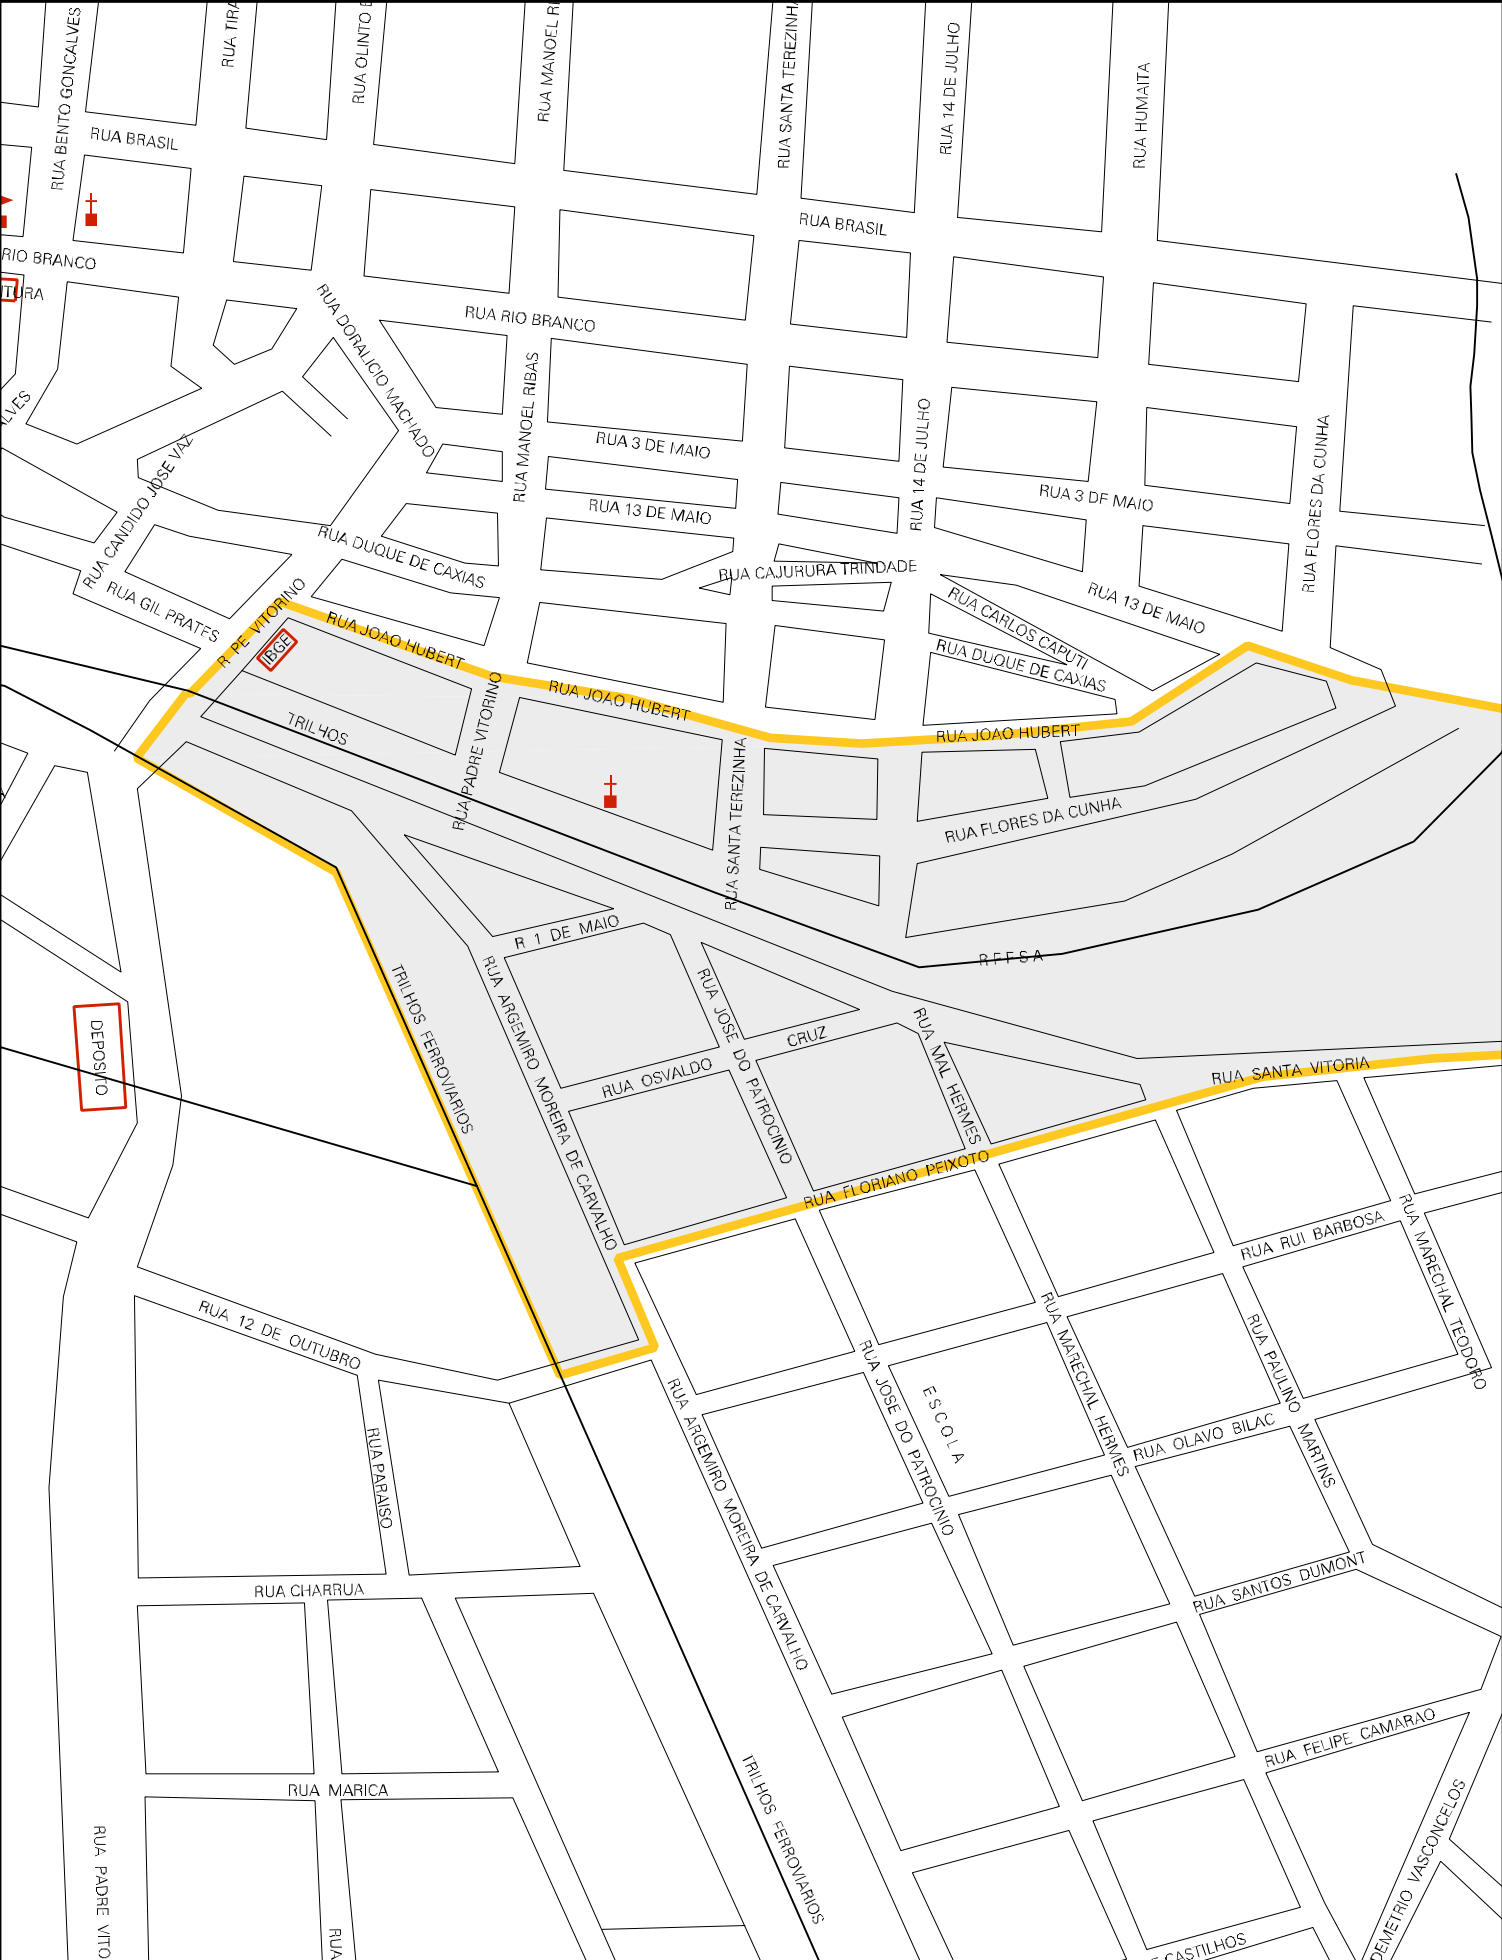 RUA BENTO GONCALVES
RUA TIRA
RUA OLINTO
RUA MANOEL
RUA SANTA TEREZINHA
RUA 14 DE JULHO
RUA HUMAITA
RUA BRASIL
RUA BRASIL
RIO BRANCO
ITURA
RUA RIO BRANCO
RUA DORALICIO MACHADO
RUA MANOEL RIBAS
ALVES
RUA 3 DE MAIO
RUA 14 DE JULHO
RUA FLORES DA CUNHA
RUA CANDIDO JOSE VAZ
RUA 3 DE MAIO
RUA 13 DE MAIO
RUA DUQUE DE CAXIAS
RUA CAJURURA TRINDADE
RUA GIL PRATES
R PE VITORINO
RUA CARLOS CAPUTI
RUA 13 DE MAIO
RUA JOAO HUBERT
IBGE
RUA DUQUE DE CAXIAS
RUA JOAO HUBERT
RUA JOAO HUBERT
TRILHOS
RUA PADRE VITORINO
RUA SANTA TEREZINHA
RUA FLORES DA CUNHA
R 1 DE MAIO
RFFSA
TRILHOS FERROVIARIOS
RUA ARGEMIRO MOREIRA DE CARVALHO
RUA JOSE DO PATROCINIO
RUA MAL HERMES
DEPOSITO
RUA OSVALDO
CRUZ
RUA SANTA VITORIA
RUA FLORIANO PEIXOTO
RUA RUI BARBOSA
RUA MARECHAL TEODORO
RUA 12 DE OUTUBRO
RUA MARECHAL HERMES
RUA PAULINO MARTINS
RUA JOSE DO PATROCINIO
ESCOLA
RUA ARGEMIRO MOREIRA DE CARVALHO
RUA PARAISO
RUA OLAVO BILAC
RUA CHARRUA
RUA SANTOS DUMONT
RUA FELIPE CAMARAO
RUA MARICA
TRILHOS FERROVIARIOS
DEMETRIO VASCONCELOS
RUA PADRE VITO
RUA
CASTILHOS